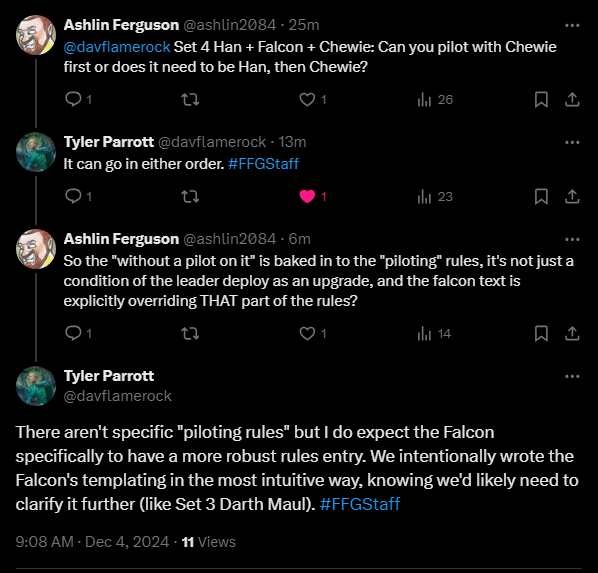 Ashlin Ferguson @ashlin2084 · 25m
@davflamerock Set 4 Han + Falcon + Chewie: Can you pilot with Chewie
first or does it need to be Han, then Chewie?
1 1 26
Tyler Parrott @davflamerock · 13m
It can go in either order. #FFGStaff
1 1 23
Ashlin Ferguson @ashlin2084 · 6m
So the "without a pilot on it" is baked in to the "piloting" rules, it's not just a
condition of the leader deploy as an upgrade, and the falcon text is
explicitly overriding THAT part of the rules?
1 1 14
Tyler Parrott
@davflamerock
There aren't specific "piloting rules" but I do expect the Falcon
specifically to have a more robust rules entry. We intentionally wrote the
Falcon's templating in the most intuitive way, knowing we'd likely need to
clarify it further (like Set 3 Darth Maul). #FFGStaff
9:08 AM · Dec 4, 2024 · 11 Views